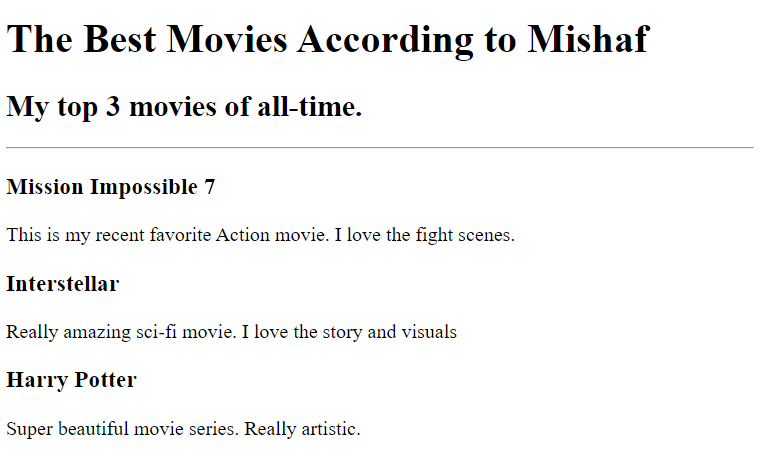 The Best Movies According to Mishaf
My top 3 movies of all-time.
Mission Impossible 7
This is my recent favorite Action movie. I love the fight scenes.
Interstellar
Really amazing sci-fi movie. I love the story and visuals
Harry Potter
Super beautiful movie series. Really artistic.